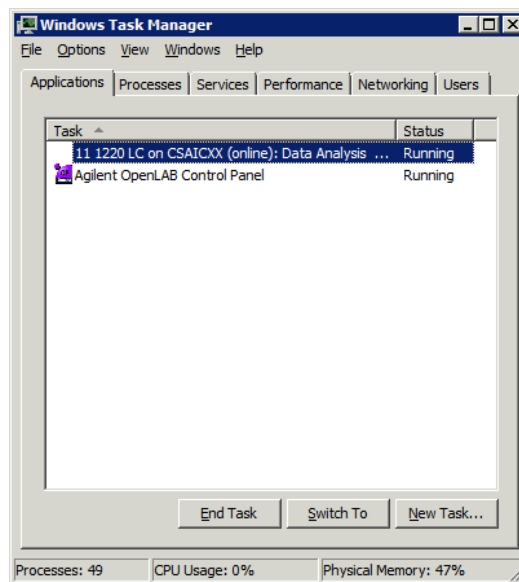 Windows Task Manager
File Options View Windows Help
Applications Processes Services Performance Networking Users
Task Status
11 1220 LC on CSAICXX (online): Data Analysis ... Running
Agilent OpenLAB Control Panel Running
End Task Switch To New Task...
Processes: 49 CPU Usage: 0% Physical Memory: 47%